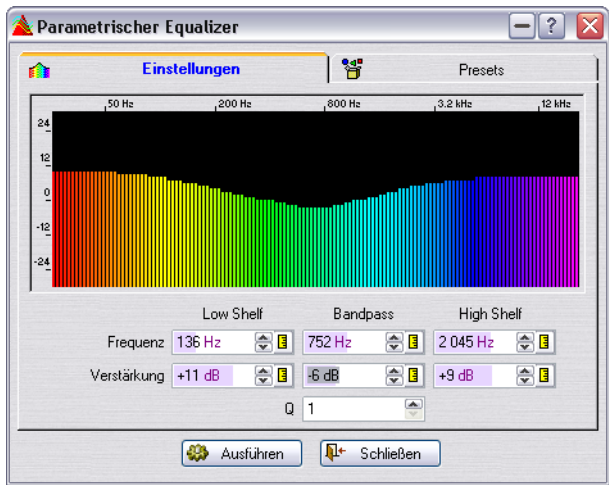 Parametrischer Equalizer
Einstellungen
Presets
50 Hz 200 Hz 800 Hz 3.2 kHz 12 kHz
24
12
0
-12
-24
Low Shelf Bandpass High Shelf
Frequenz 136 Hz 752 Hz 2 045 Hz
Verstärkung +11 dB -6 dB +9 dB
Q 1
Ausführen Schließen